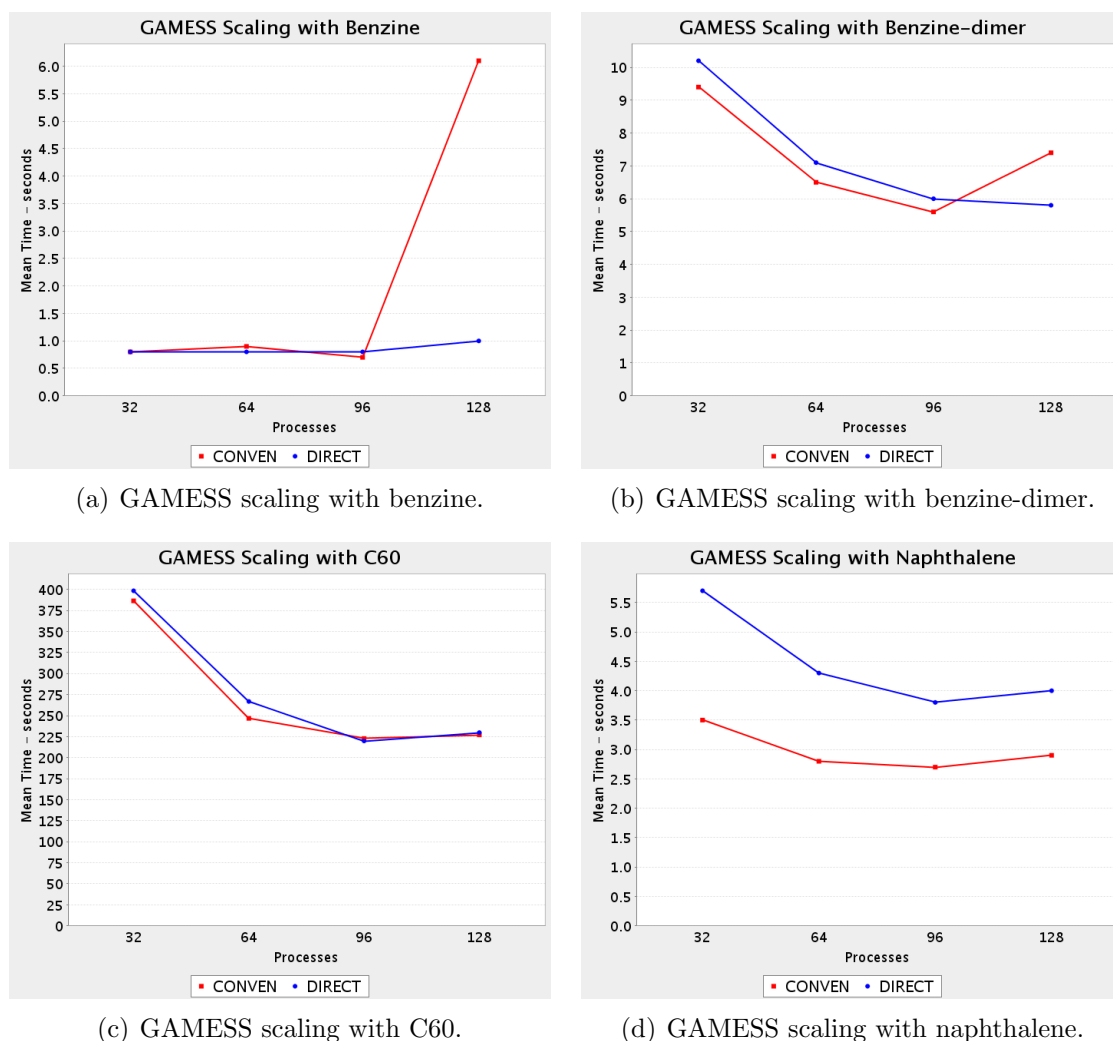 GAMESS Scaling with Benzine
6.0
5.5
5.0
4.5
4.0
3.5
3.0
2.5
2.0
1.5
1.0
0.5
0.0
Mean Time - seconds
32 64 96 128
Processes
CONVEN DIRECT
(a) GAMESS scaling with benzine.
GAMESS Scaling with Benzine-dimer
10
9
8
7
6
5
4
3
2
1
0
Mean Time - seconds
32 64 96 128
Processes
CONVEN DIRECT
(b) GAMESS scaling with benzine-dimer.
GAMESS Scaling with C60
400
375
350
325
300
275
250
225
200
175
150
125
100
75
50
25
0
Mean Time - seconds
32 64 96 128
Processes
CONVEN DIRECT
(c) GAMESS scaling with C60.
GAMESS Scaling with Naphthalene
5.5
5.0
4.5
4.0
3.5
3.0
2.5
2.0
1.5
1.0
0.5
0.0
Mean Time - seconds
32 64 96 128
Processes
CONVEN DIRECT
(d) GAMESS scaling with naphthalene.